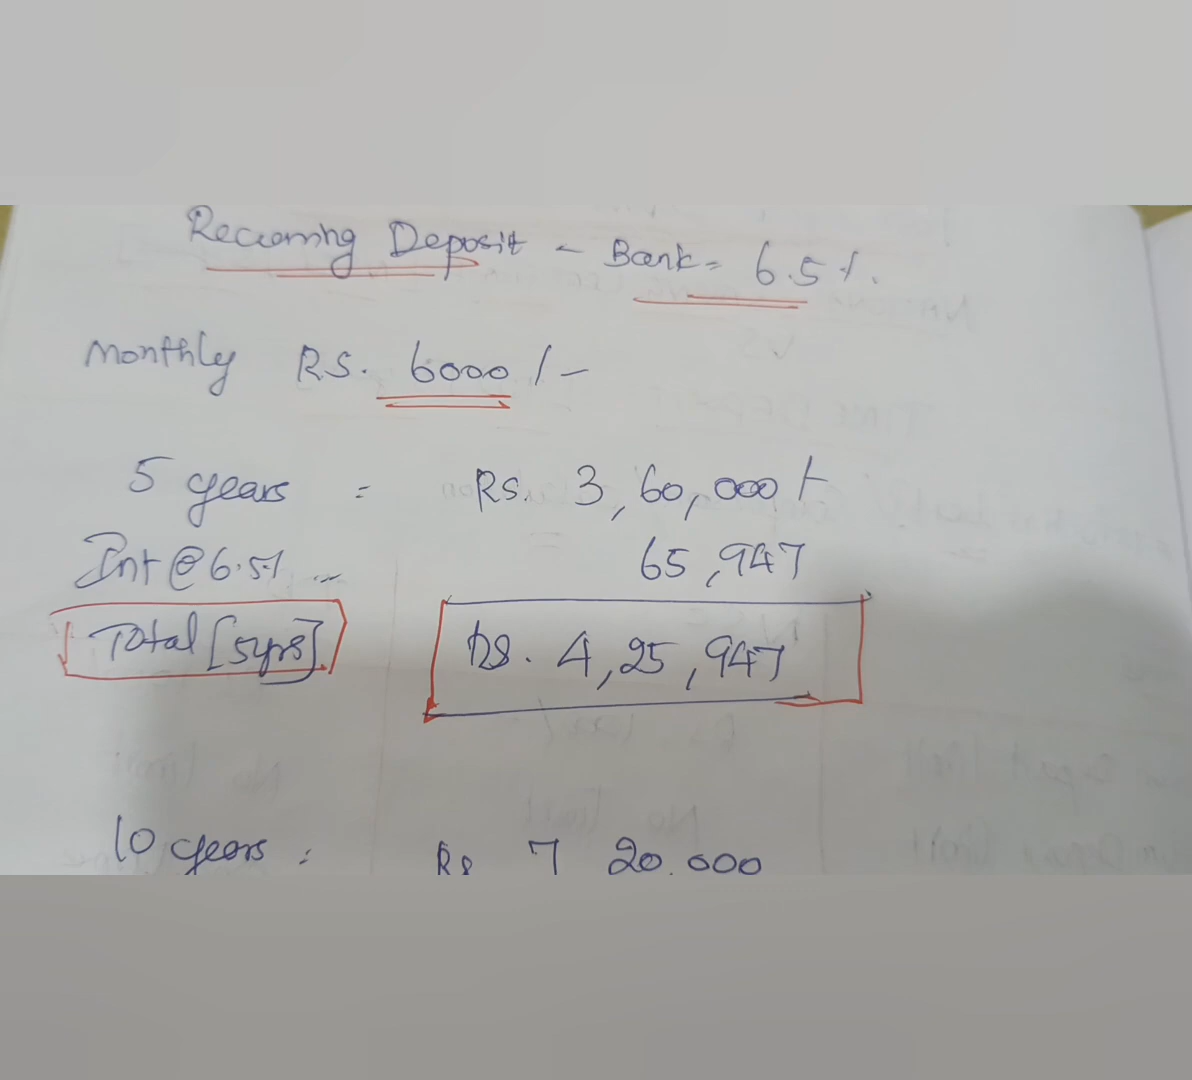 Recurring Deposit - Bank = 6.5%.
Monthly RS. 6000/-
5 years = Rs. 3,60,000/-
Int @ 6.5% -
65,947
Total [5yrs] Rs. 4,25,947
10 years : Rs 7 20.000